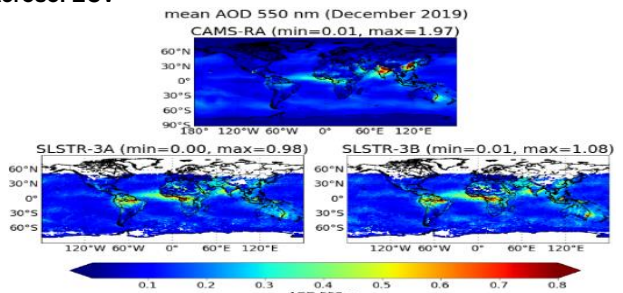 mean AOD 550 nm (December 2019)
CAMS-RA (min=0.01, max=1.97)
60°N
30°N
0°
30°S
60°S
90°S
180° 120°W 60°W 0° 60°E 120°E
SLSTR-3A (min=0.00, max=0.98) SLSTR-3B (min=0.01, max=1.08)
60°N 60°N
30°N 30°N
0° 0°
30°S 30°S
60°S 60°S
120°W 60°W 0° 60°E 120°E 120°W 60°W 0° 60°E 120°E
0.1 0.2 0.3 0.4 0.5 0.6 0.7 0.8